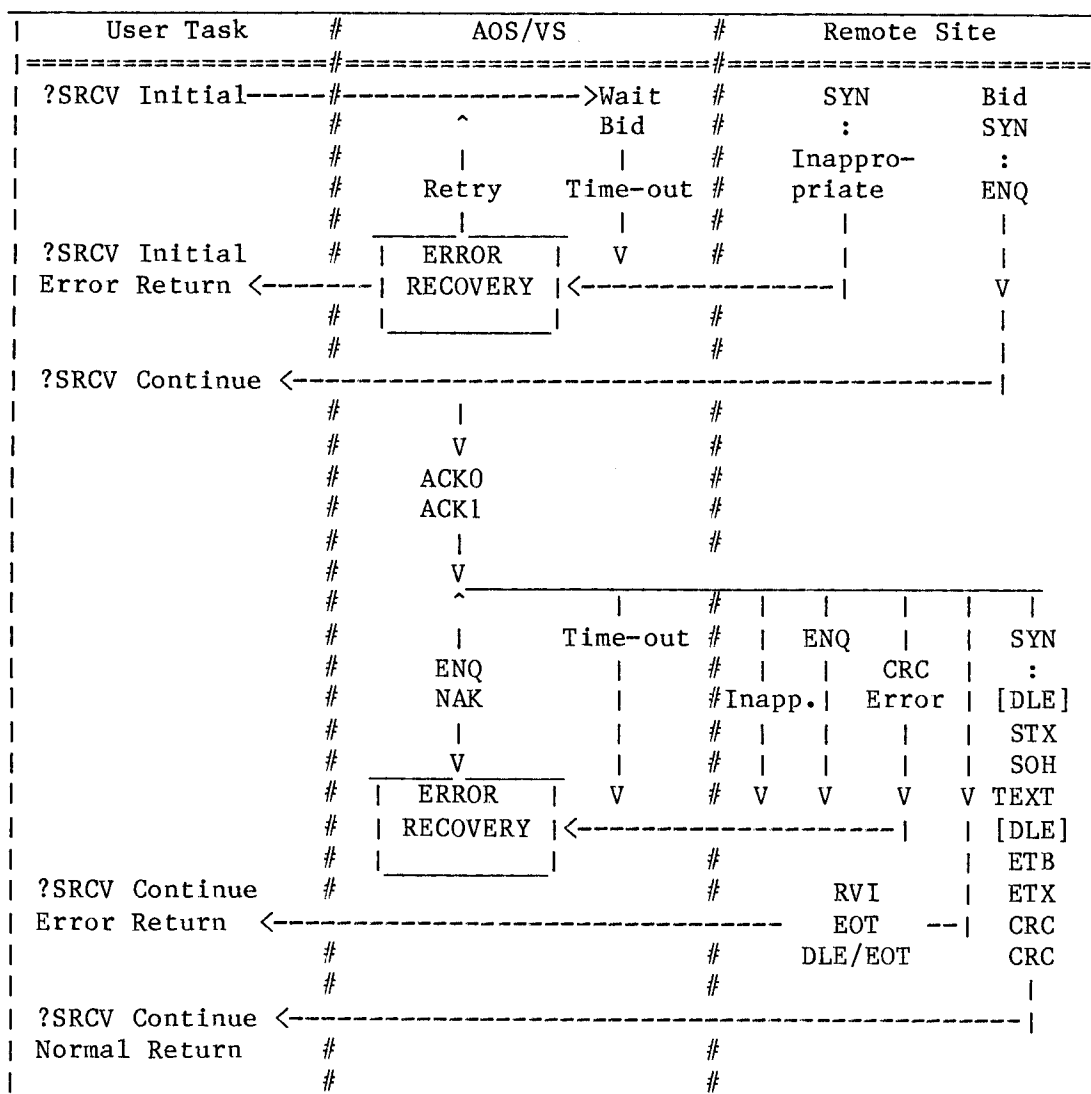 User Task # AOS/VS # Remote Site
?SRCV Initial # Wait # SYN Bid
# Bid # : SYN
# # Inappro- :
# Retry Time-out # priate ENQ
?SRCV Initial # ERROR V #
Error Return RECOVERY V
# #
# #
?SRCV Continue
# #
# V #
# ACK0 #
# ACK1 #
# #
# V
# #
# Time-out # ENQ SYN
# ENQ # CRC :
# NAK #Inapp. Error [DLE]
# # STX
# V # SOH
# ERROR V # V V V V TEXT
# RECOVERY [DLE]
# # ETB
?SRCV Continue # # RVI ETX
Error Return EOT CRC
# # DLE/EOT CRC
# #
?SRCV Continue
Normal Return # #
# #